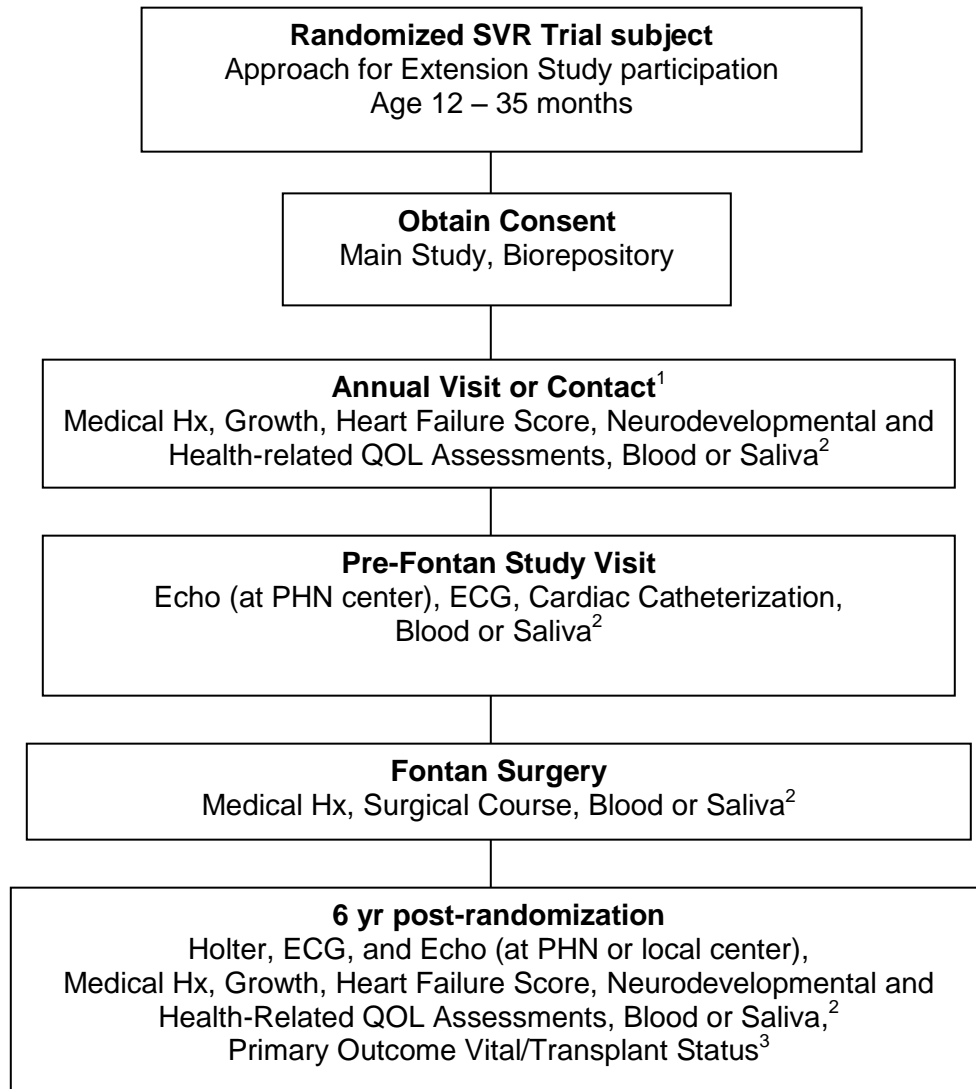 Randomized SVR Trial subject
Approach for Extension Study participation
Age 12 – 35 months
Obtain Consent
Main Study, Biorepository
Annual Visit or Contact¹
Medical Hx, Growth, Heart Failure Score, Neurodevelopmental and
Health-related QOL Assessments, Blood or Saliva²
Pre-Fontan Study Visit
Echo (at PHN center), ECG, Cardiac Catheterization,
Blood or Saliva²
Fontan Surgery
Medical Hx, Surgical Course, Blood or Saliva²
6 yr post-randomization
Holter, ECG, and Echo (at PHN or local center),
Medical Hx, Growth, Heart Failure Score, Neurodevelopmental and
Health-Related QOL Assessments, Blood or Saliva,²
Primary Outcome Vital/Transplant Status³